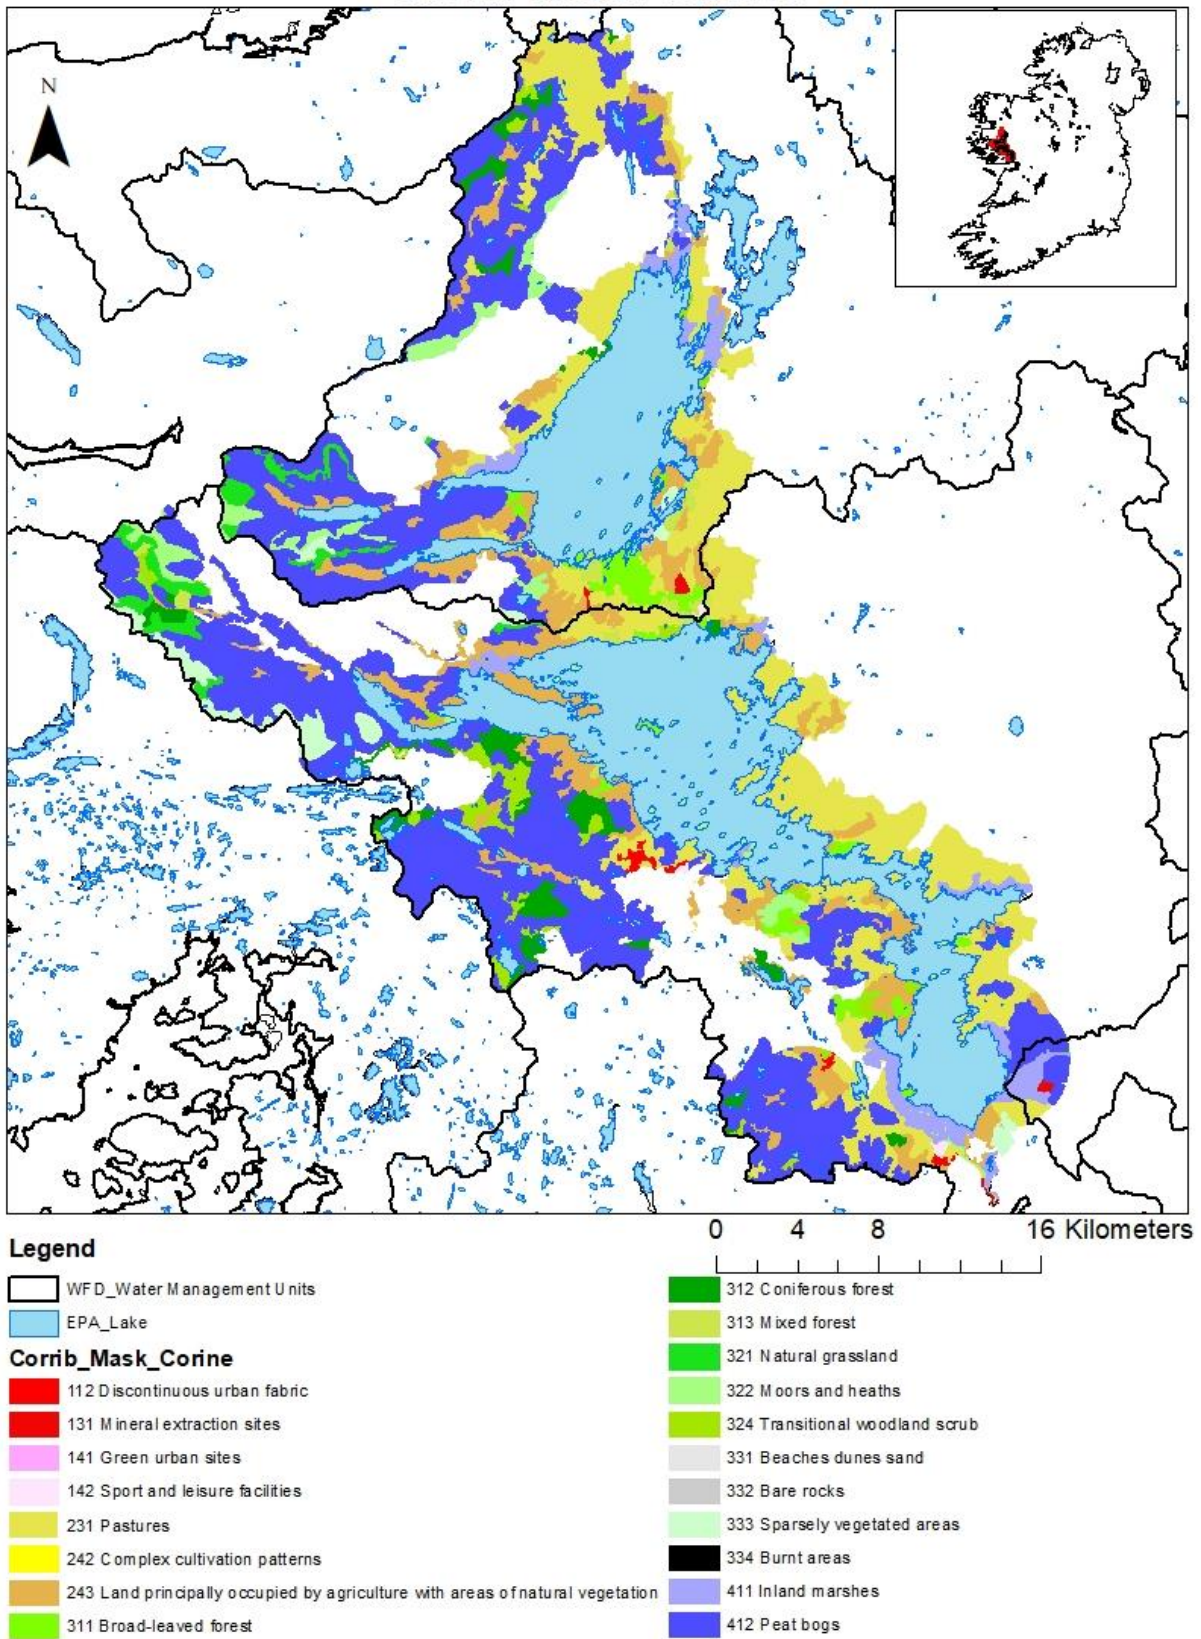 N
0 4 8 16 Kilometers
Legend
WFD_Water Management Units
EPA_Lake
Corrib_Mask_Corine
112 Discontinuous urban fabric
131 Mineral extraction sites
141 Green urban sites
142 Sport and leisure facilities
231 Pastures
242 Complex cultivation patterns
243 Land principally occupied by agriculture with areas of natural vegetation
311 Broad-leaved forest
312 Coniferous forest
313 Mixed forest
321 Natural grassland
322 Moors and heaths
324 Transitional woodland scrub
331 Beaches dunes sand
332 Bare rocks
333 Sparsely vegetated areas
334 Burnt areas
411 Inland marshes
412 Peat bogs